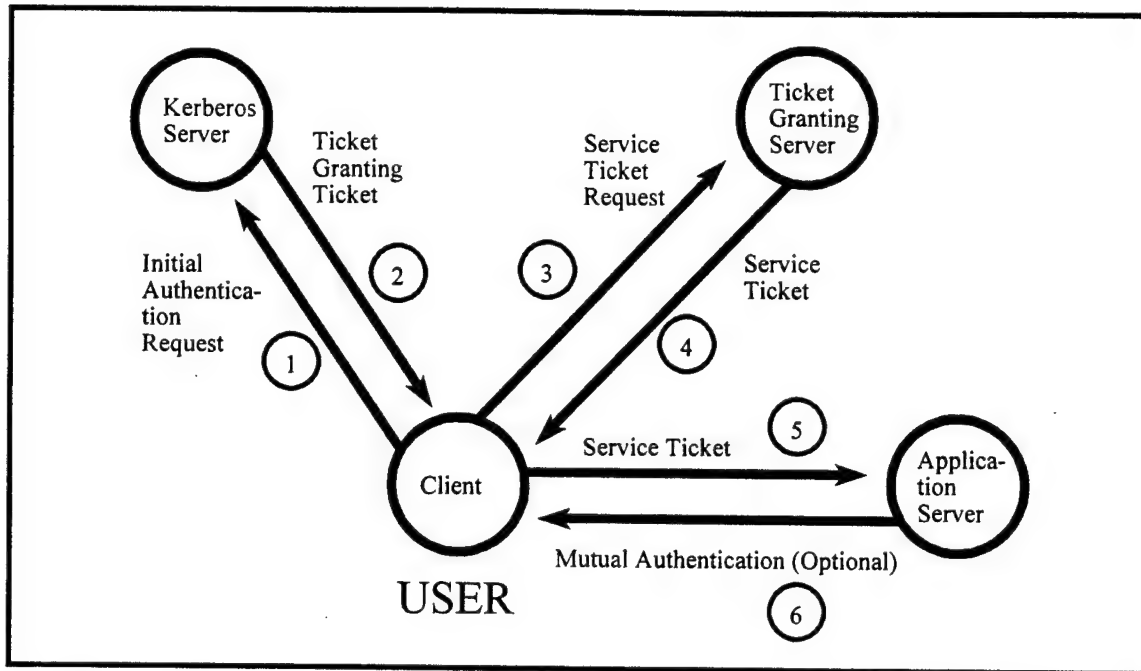 Kerberos
Server
Ticket
Granting
Ticket
Service
Ticket
Request
Ticket
Granting
Server
Initial
Authentica-
tion
Request
1
2
3
Service
Ticket
4
Client
USER
Service Ticket
5
Applica-
tion
Server
Mutual Authentication (Optional)
6